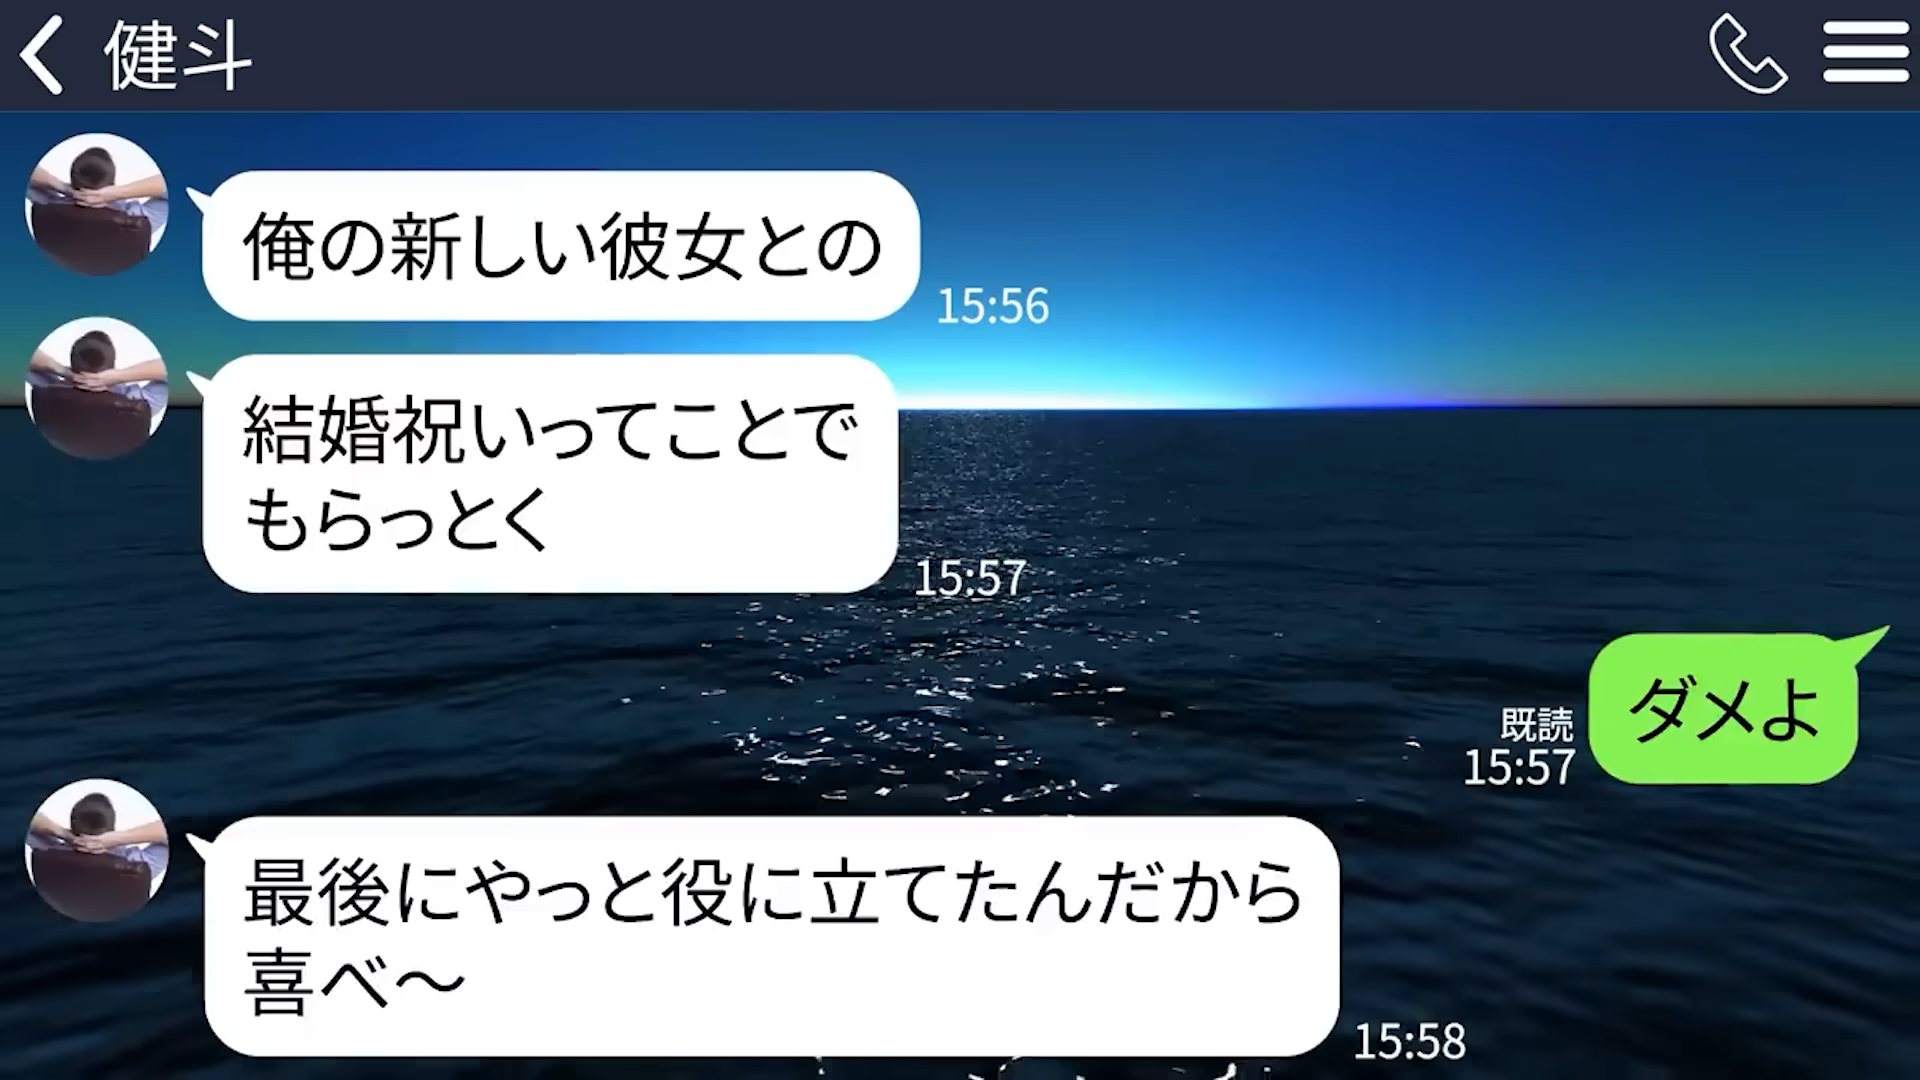 健斗
俺の新しい彼女との
15:56
結婚祝いってことで
もらっとく
15:57
ダメよ
既読
15:57
最後にやっと役に立てたんだから
喜べ〜
15:58